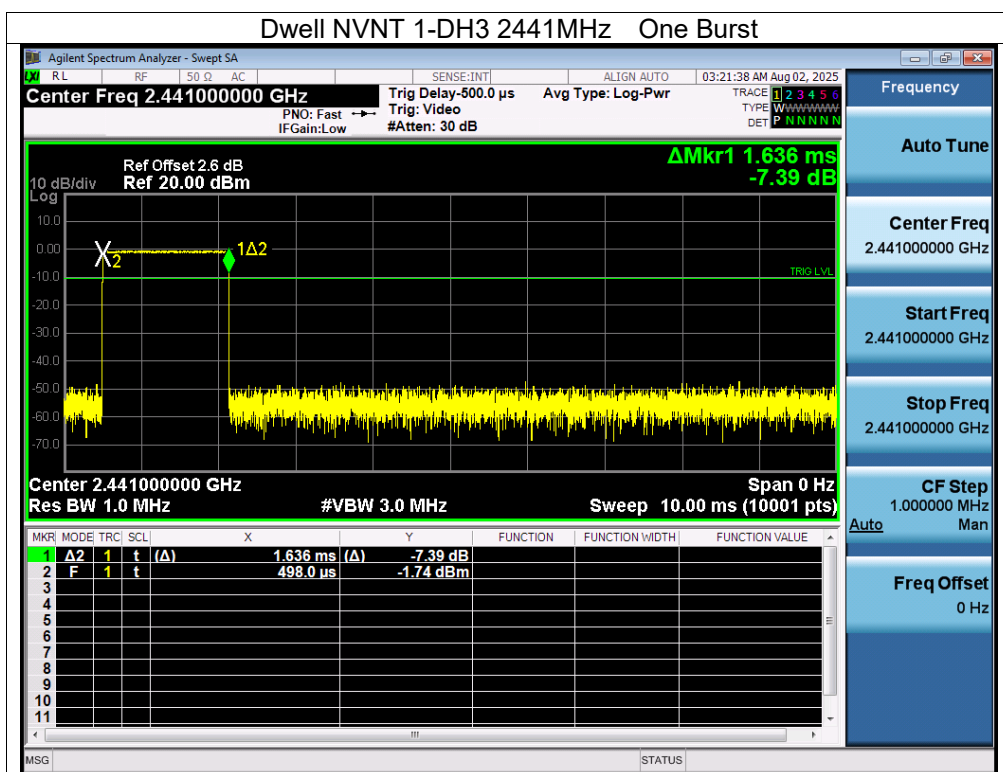 Dwell NVNT 1-DH3 2441MHz One Burst
Agilent Spectrum Analyzer - Swept SA
LXI RL RF 50 Ω AC SENSE:INT ALIGN AUTO 03:21:38 AM Aug 02, 2025
Center Freq 2.441000000 GHz Trig Delay-500.0 µs Avg Type: Log-Pwr TRACE 1 2 3 4 5 6
PNO: Fast Trig: Video TYPE WWWWWW
IFGain:Low #Atten: 30 dB DET P N N N N N
ΔMkr1 1.636 ms
-7.39 dB
Ref Offset 2.6 dB
10 dB/div Ref 20.00 dBm
Log
10.0
0.00
-10.0
-20.0
-30.0
-40.0
-50.0
-60.0
-70.0
2
1Δ2
TRIG LVL
Center 2.441000000 GHz Span 0 Hz
Res BW 1.0 MHz #VBW 3.0 MHz Sweep 10.00 ms (10001 pts)
MKR MODE TRC SCL X Y FUNCTION FUNCTION WIDTH FUNCTION VALUE
1 Δ2 1 t (Δ) 1.636 ms (Δ) -7.39 dB
2 F 1 t 498.0 µs -1.74 dBm
3
4
5
6
7
8
9
10
11
MSG STATUS
Frequency
Auto Tune
Center Freq
2.441000000 GHz
Start Freq
2.441000000 GHz
Stop Freq
2.441000000 GHz
CF Step
1.000000 MHz
Auto Man
Freq Offset
0 Hz